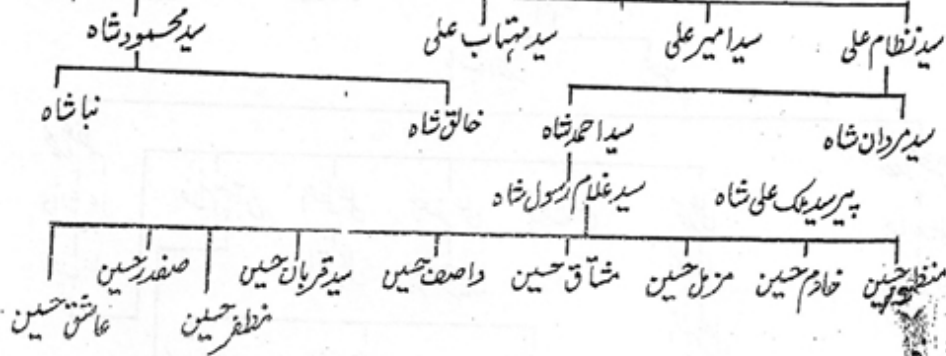 سید نظام علی سید امیر علی سید مہتاب علی سید محسمود شاہ
سید مردان شاہ سید احمد شاہ خالق شاہ نبا شاہ
پیر سید ملک علی شاہ سید غلام رسول شاہ
خادم حسین مزمل حسین مشتاق حسین واصف حسین سید قربان حسین مظفر حسین صفدر حسین عاشق حسین